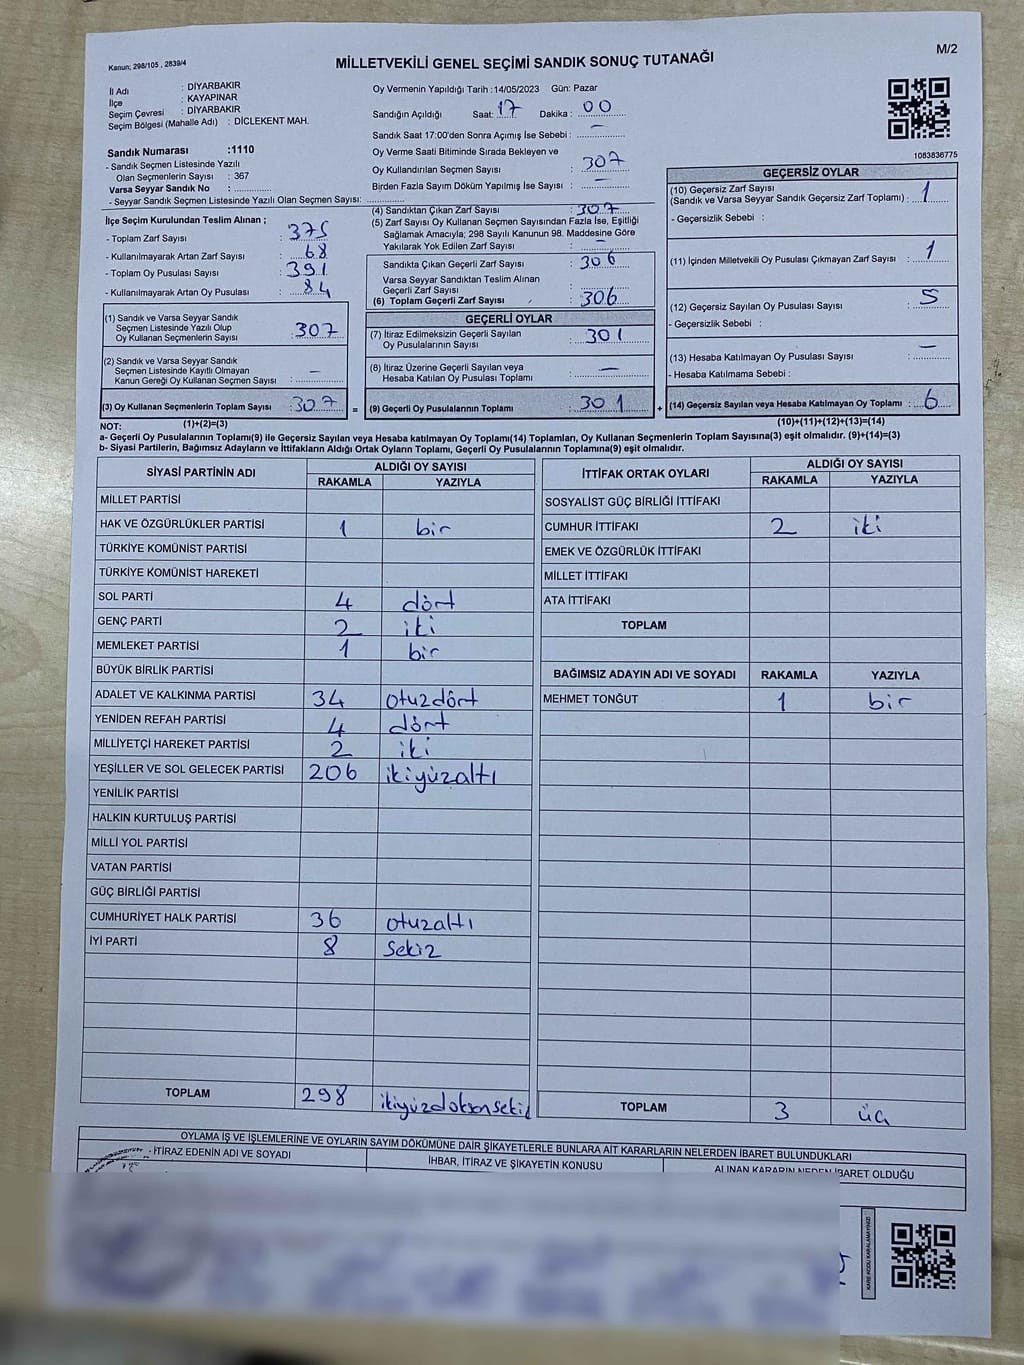 Kanun: 298/105 , 2839/4
MİLLETVEKİLİ GENEL SEÇİMİ SANDIK SONUÇ TUTANAĞI
M/2
İl Adı : DİYARBAKIR
İlçe : KAYAPINAR
Seçim Çevresi : DİYARBAKIR
Seçim Bölgesi (Mahalle Adı) : DİCLEKENT MAH.
Sandık Numarası :1110
- Sandık Seçmen Listesinde Yazılı
Olan Seçmenlerin Sayısı : 367
Varsa Seyyar Sandık No : ..............
- Seyyar Sandık Seçmen Listesinde Yazılı Olan Seçmen Sayısı: ..............
Oy Vermenin Yapıldığı Tarih :14/05/2023 Gün: Pazar
Sandığın Açıldığı Saat: 17 Dakika : 00
Sandık Saat 17:00'den Sonra Açımış İse Sebebi : —
Oy Verme Saati Bitiminde Sırada Bekleyen ve
Oy Kullandırılan Seçmen Sayısı : 307
Birden Fazla Sayım Döküm Yapılmış İse Sayısı : —
1083836775
İlçe Seçim Kurulundan Teslim Alınan ;
- Toplam Zarf Sayısı : 375
- Kullanılmayarak Artan Zarf Sayısı : 68
- Toplam Oy Pusulası Sayısı : 391
- Kullanılmayarak Artan Oy Pusulası : 84
(4) Sandıktan Çıkan Zarf Sayısı : 307
(5) Zarf Sayısı Oy Kullanan Seçmen Sayısından Fazla İse, Eşitliği
Sağlamak Amacıyla; 298 Sayılı Kanunun 98. Maddesine Göre
Yakılarak Yok Edilen Zarf Sayısı : —
Sandıkta Çıkan Geçerli Zarf Sayısı : 306
Varsa Seyyar Sandıktan Teslim Alınan
Geçerli Zarf Sayısı : ..............
(6) Toplam Geçerli Zarf Sayısı : 306
GEÇERSİZ OYLAR
(10) Geçersiz Zarf Sayısı
(Sandık ve Varsa Seyyar Sandık Geçersiz Zarf Toplamı) : 1
- Geçersizlik Sebebi :
(11) İçinden Milletvekili Oy Pusulası Çıkmayan Zarf Sayısı : 1
(12) Geçersiz Sayılan Oy Pusulası Sayısı : 5
- Geçersizlik Sebebi :
(13) Hesaba Katılmayan Oy Pusulası Sayısı : —
- Hesaba Katılmama Sebebi :
(14) Geçersiz Sayılan veya Hesaba Katılmayan Oy Toplamı : 6
(10)+(11)+(12)+(13)=(14)
(1) Sandık ve Varsa Seyyar Sandık
Seçmen Listesinde Yazılı Olup
Oy Kullanan Seçmenlerin Sayısı : 307
(2) Sandık ve Varsa Seyyar Sandık
Seçmen Listesinde Kayıtlı Olmayan
Kanun Gereği Oy Kullanan Seçmen Sayısı : —
(3) Oy Kullanan Seçmenlerin Toplam Sayısı : 307 =
(1)+(2)=(3)
GEÇERLİ OYLAR
(7) İtiraz Edilmeksizin Geçerli Sayılan
Oy Pusulalarının Sayısı : 301
(8) İtiraz Üzerine Geçerli Sayılan veya
Hesaba Katılan Oy Pusulası Toplamı : —
(9) Geçerli Oy Pusulalarının Toplamı : 301 +
NOT:
a- Geçerli Oy Pusulalarının Toplamı(9) ile Geçersiz Sayılan veya Hesaba katılmayan Oy Toplamı(14) Toplamları, Oy Kullanan Seçmenlerin Toplam Sayısına(3) eşit olmalıdır. (9)+(14)=(3)
b- Siyasi Partilerin, Bağımsız Adayların ve İttifakların Aldığı Ortak Oyların Toplamı, Geçerli Oy Pusulalarının Toplamına(9) eşit olmalıdır.
SİYASİ PARTİNİN ADI ALDIĞI OY SAYISI
RAKAMLA YAZIYLA
MİLLET PARTİSİ
HAK VE ÖZGÜRLÜKLER PARTİSİ 1 bir
TÜRKİYE KOMÜNİST PARTİSİ
TÜRKİYE KOMÜNİST HAREKETİ
SOL PARTİ 4 dört
GENÇ PARTİ 2 iki
MEMLEKET PARTİSİ 1 bir
BÜYÜK BİRLİK PARTİSİ
ADALET VE KALKINMA PARTİSİ 34 otuzdört
YENİDEN REFAH PARTİSİ 4 dört
MİLLİYETÇİ HAREKET PARTİSİ 2 iki
YEŞİLLER VE SOL GELECEK PARTİSİ 206 ikiyüzaltı
YENİLİK PARTİSİ
HALKIN KURTULUŞ PARTİSİ
MİLLİ YOL PARTİSİ
VATAN PARTİSİ
GÜÇ BİRLİĞİ PARTİSİ
CUMHURİYET HALK PARTİSİ 36 otuzaltı
İYİ PARTİ 8 sekiz
TOPLAM 298 ikiyüzdoksansekiz
İTTİFAK ORTAK OYLARI ALDIĞI OY SAYISI
RAKAMLA YAZIYLA
SOSYALİST GÜÇ BİRLİĞİ İTTİFAKI
CUMHUR İTTİFAKI 2 iki
EMEK VE ÖZGÜRLÜK İTTİFAKI
MİLLET İTTİFAKI
ATA İTTİFAKI
TOPLAM
BAĞIMSIZ ADAYIN ADI VE SOYADI RAKAMLA YAZIYLA
MEHMET TONĞUT 1 bir
TOPLAM 3 üç
OYLAMA İŞ VE İŞLEMLERİNE VE OYLARIN SAYIM DÖKÜMÜNE DAİR ŞİKAYETLERLE BUNLARA AİT KARARLARIN NELERDEN İBARET BULUNDUKLARI
İTİRAZ EDENİN ADI VE SOYADI
İHBAR, İTİRAZ VE ŞİKAYETİN KONUSU
ALINAN KARARIN NEDEN İBARET OLDUĞU
KARE KODU KARALAMAYINIZ!